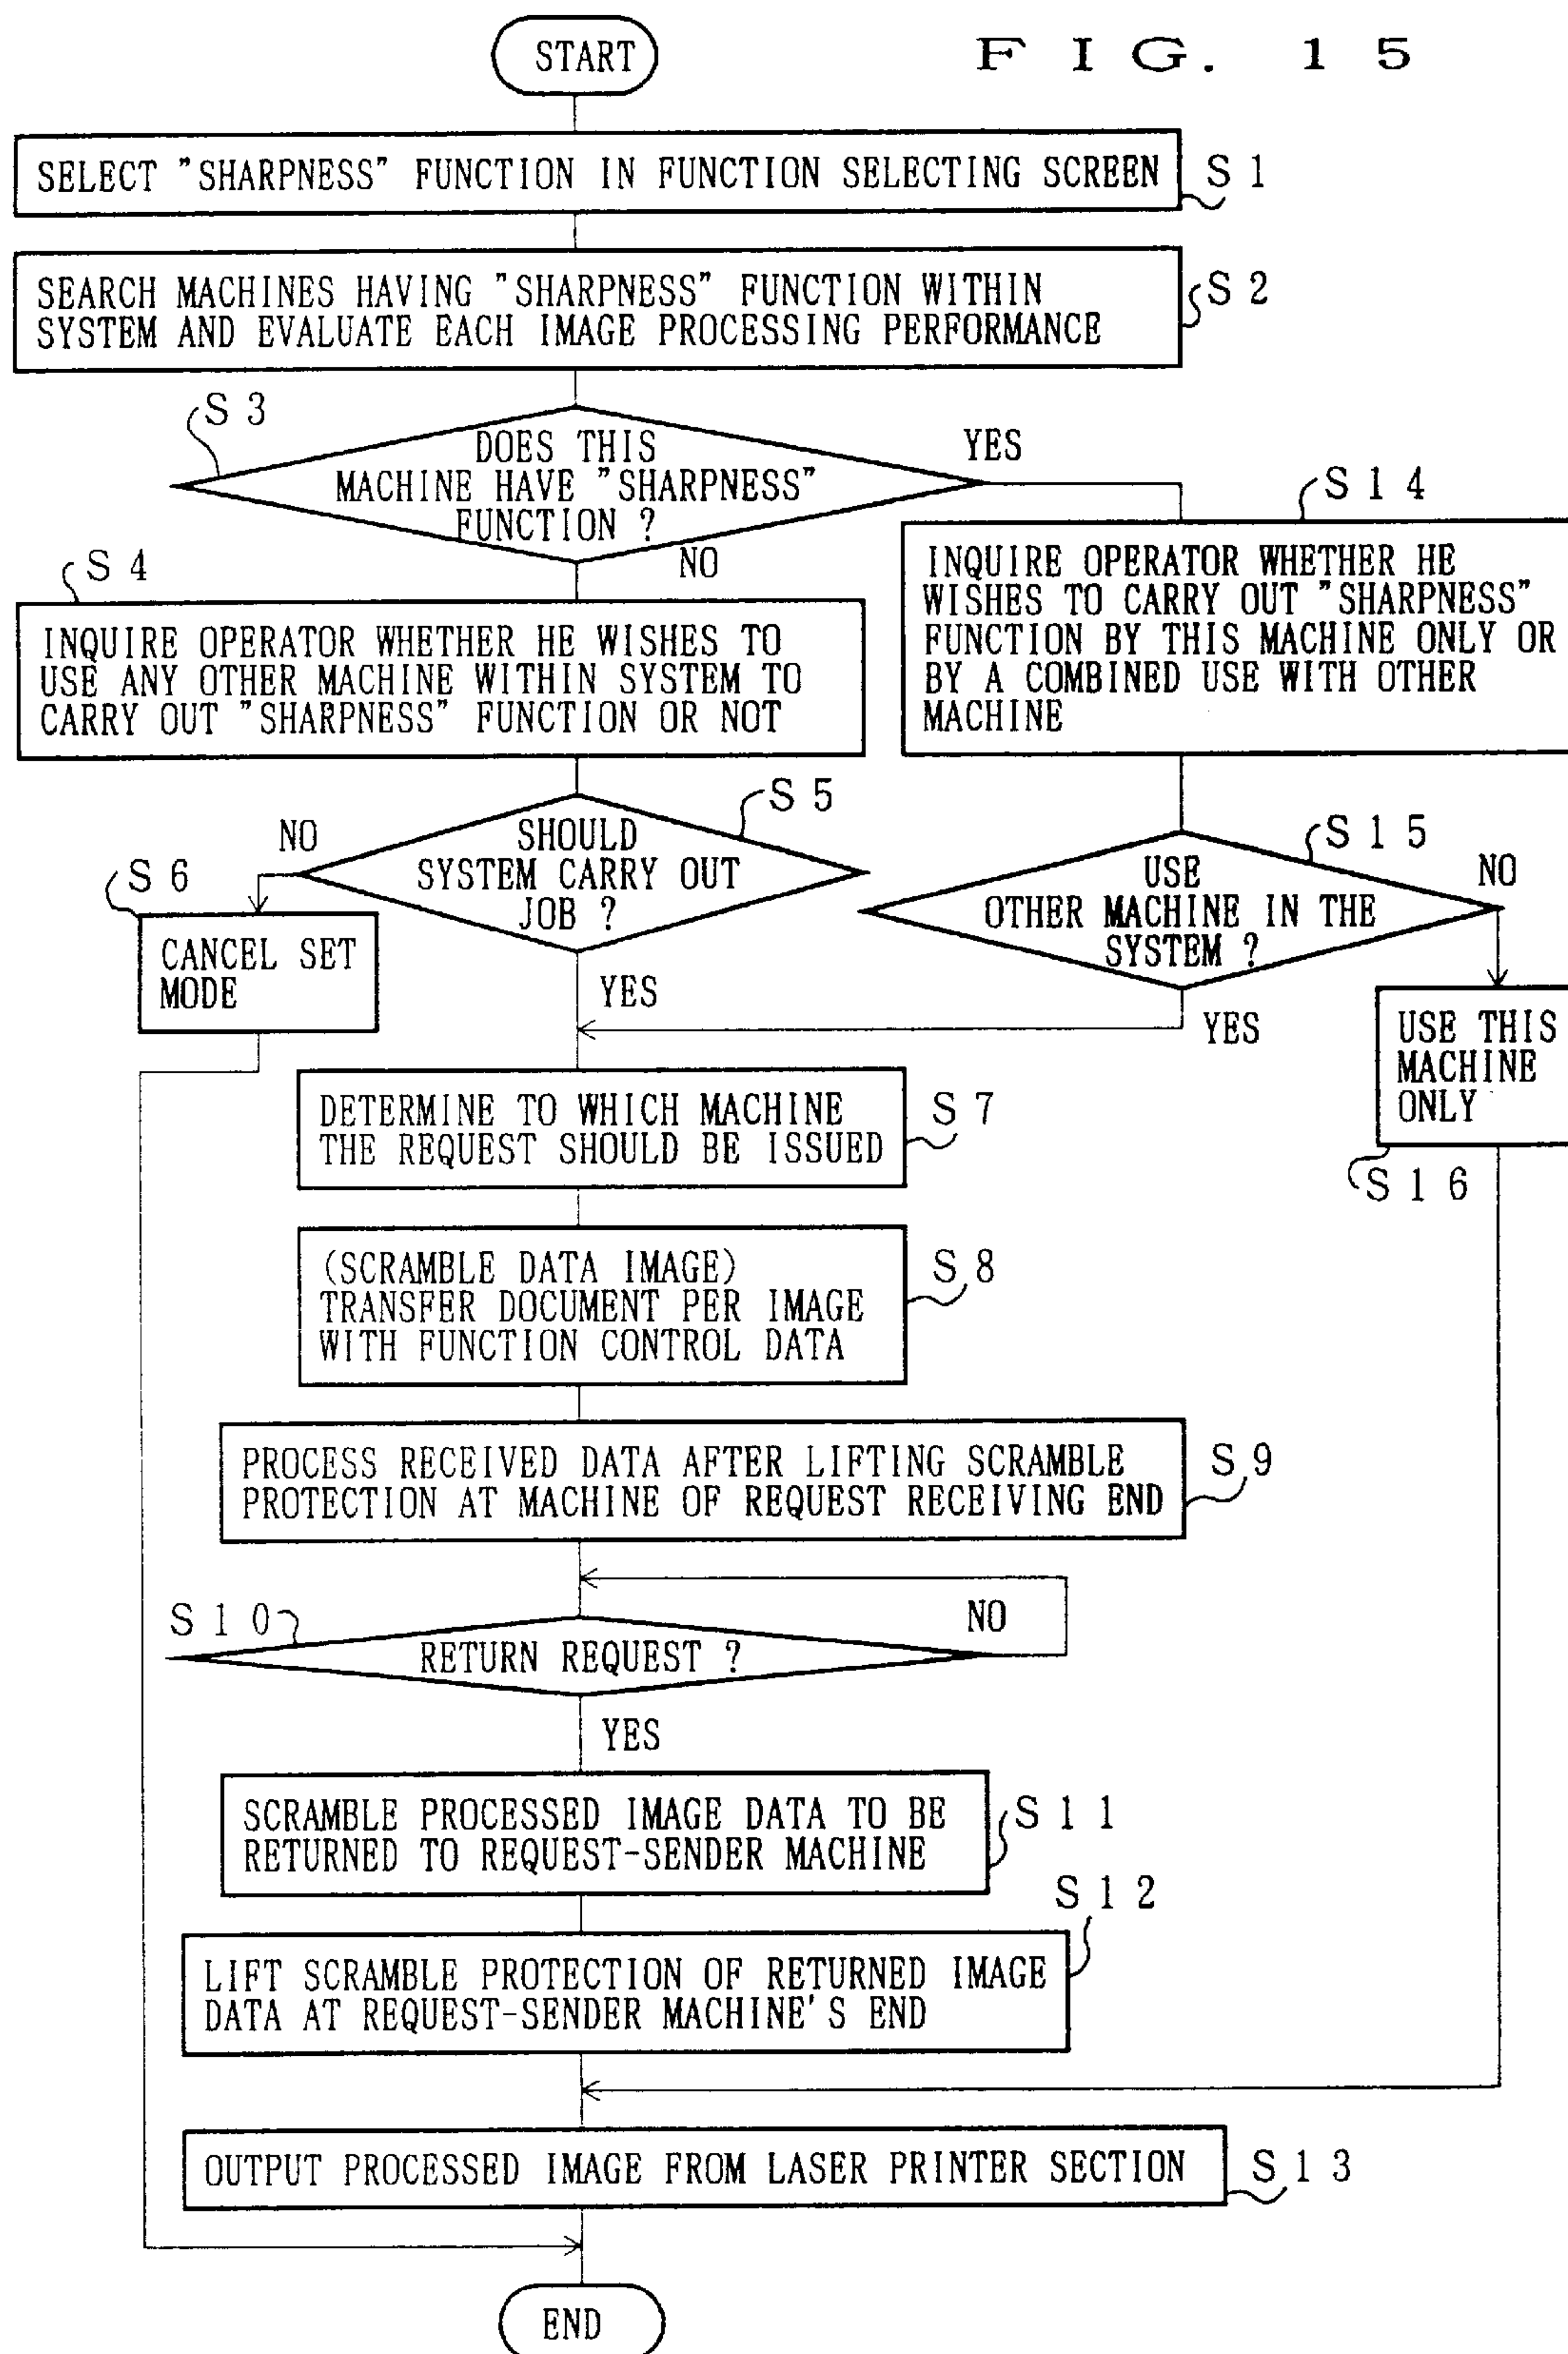 START
F I G. 1 5
SELECT "SHARPNESS" FUNCTION IN FUNCTION SELECTING SCREEN
S 1
SEARCH MACHINES HAVING "SHARPNESS" FUNCTION WITHIN
SYSTEM AND EVALUATE EACH IMAGE PROCESSING PERFORMANCE
S 2
S 3
DOES THIS
MACHINE HAVE "SHARPNESS"
FUNCTION ?
YES
NO
S 4
INQUIRE OPERATOR WHETHER HE WISHES TO
USE ANY OTHER MACHINE WITHIN SYSTEM TO
CARRY OUT "SHARPNESS" FUNCTION OR NOT
S 1 4
INQUIRE OPERATOR WHETHER HE
WISHES TO CARRY OUT "SHARPNESS"
FUNCTION BY THIS MACHINE ONLY OR
BY A COMBINED USE WITH OTHER
MACHINE
S 5
NO
SHOULD
SYSTEM CARRY OUT
JOB ?
YES
S 6
CANCEL SET
MODE
S 1 5
USE
OTHER MACHINE IN THE
SYSTEM ?
NO
YES
USE THIS
MACHINE
ONLY
S 1 6
DETERMINE TO WHICH MACHINE
THE REQUEST SHOULD BE ISSUED
S 7
(SCRAMBLE DATA IMAGE)
TRANSFER DOCUMENT PER IMAGE
WITH FUNCTION CONTROL DATA
S 8
PROCESS RECEIVED DATA AFTER LIFTING SCRAMBLE
PROTECTION AT MACHINE OF REQUEST RECEIVING END
S 9
S 1 0
RETURN REQUEST ?
NO
YES
SCRAMBLE PROCESSED IMAGE DATA TO BE
RETURNED TO REQUEST-SENDER MACHINE
S 1 1
S 1 2
LIFT SCRAMBLE PROTECTION OF RETURNED IMAGE
DATA AT REQUEST-SENDER MACHINE'S END
OUTPUT PROCESSED IMAGE FROM LASER PRINTER SECTION
S 1 3
END